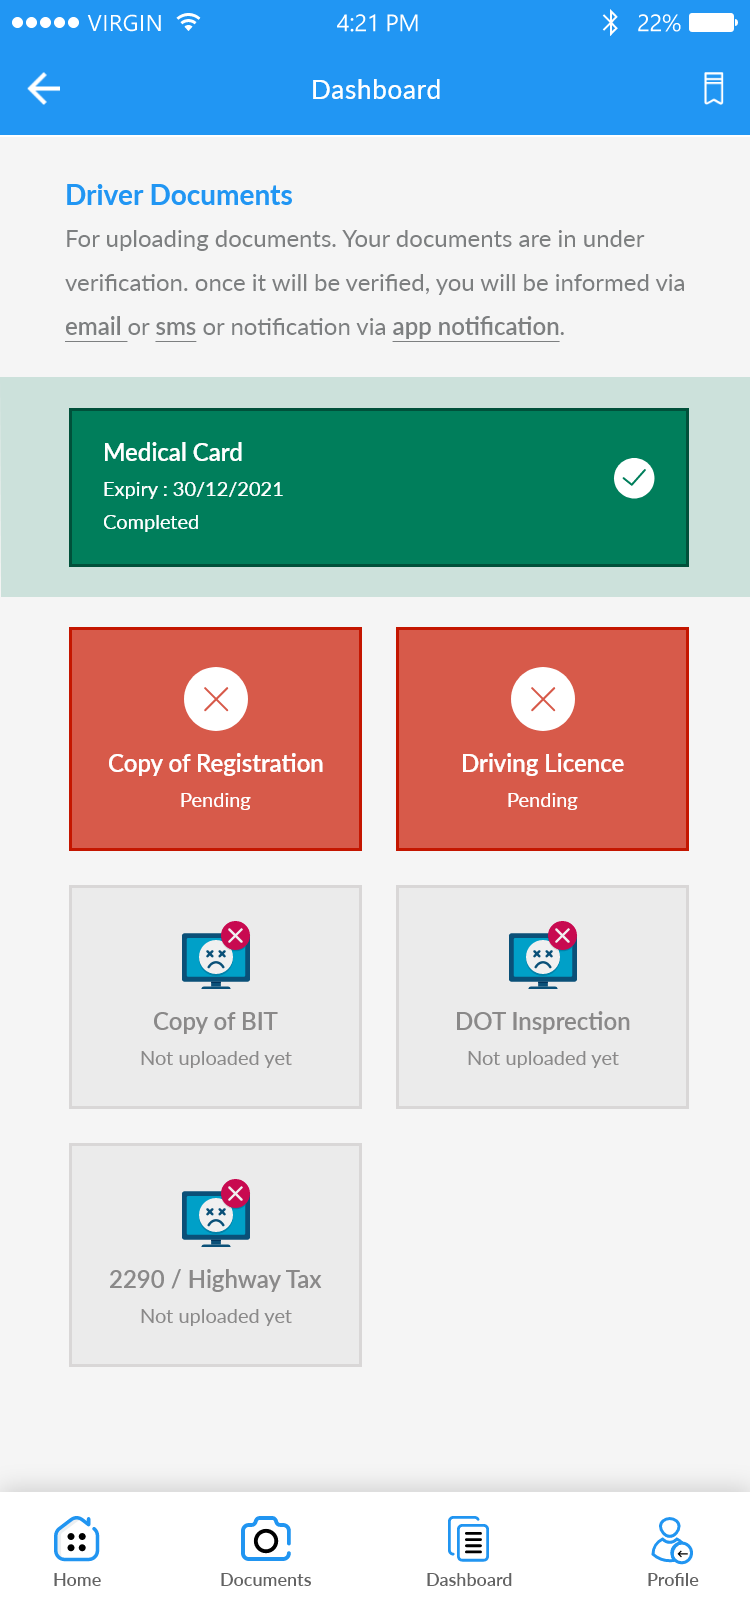 VIRGIN 4:21 PM 22%
Dashboard
Driver Documents
For uploading documents. Your documents are in under
verification. once it will be verified, you will be informed via
email or sms or notification via app notification.
Medical Card
Expiry : 30/12/2021
Completed
Copy of Registration
Pending
Driving Licence
Pending
Copy of BIT
Not uploaded yet
DOT Insprection
Not uploaded yet
2290 / Highway Tax
Not uploaded yet
Home Documents Dashboard Profile